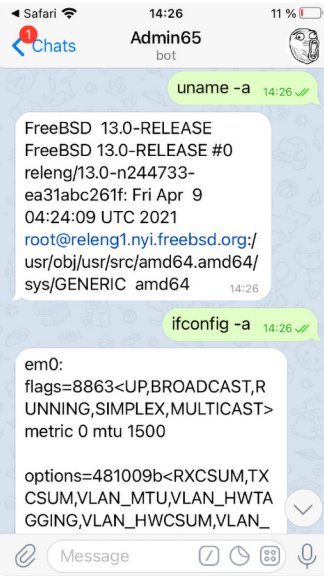 ◀ Safari 14:26 11 %
1
Chats
Admin65
bot
uname -a 14:26
FreeBSD 13.0-RELEASE
FreeBSD 13.0-RELEASE #0
releng/13.0-n244733-
ea31abc261f: Fri Apr 9
04:24:09 UTC 2021
root@releng1.nyi.freebsd.org:/
usr/obj/usr/src/amd64.amd64/
sys/GENERIC amd64
14:26
ifconfig -a 14:26
em0:
flags=8863<UP,BROADCAST,R
UNNING,SIMPLEX,MULTICAST>
metric 0 mtu 1500
options=481009b<RXCSUM,TX
CSUM,VLAN_MTU,VLAN_HWTA
GGING,VLAN_HWCSUM,VLAN_
Message